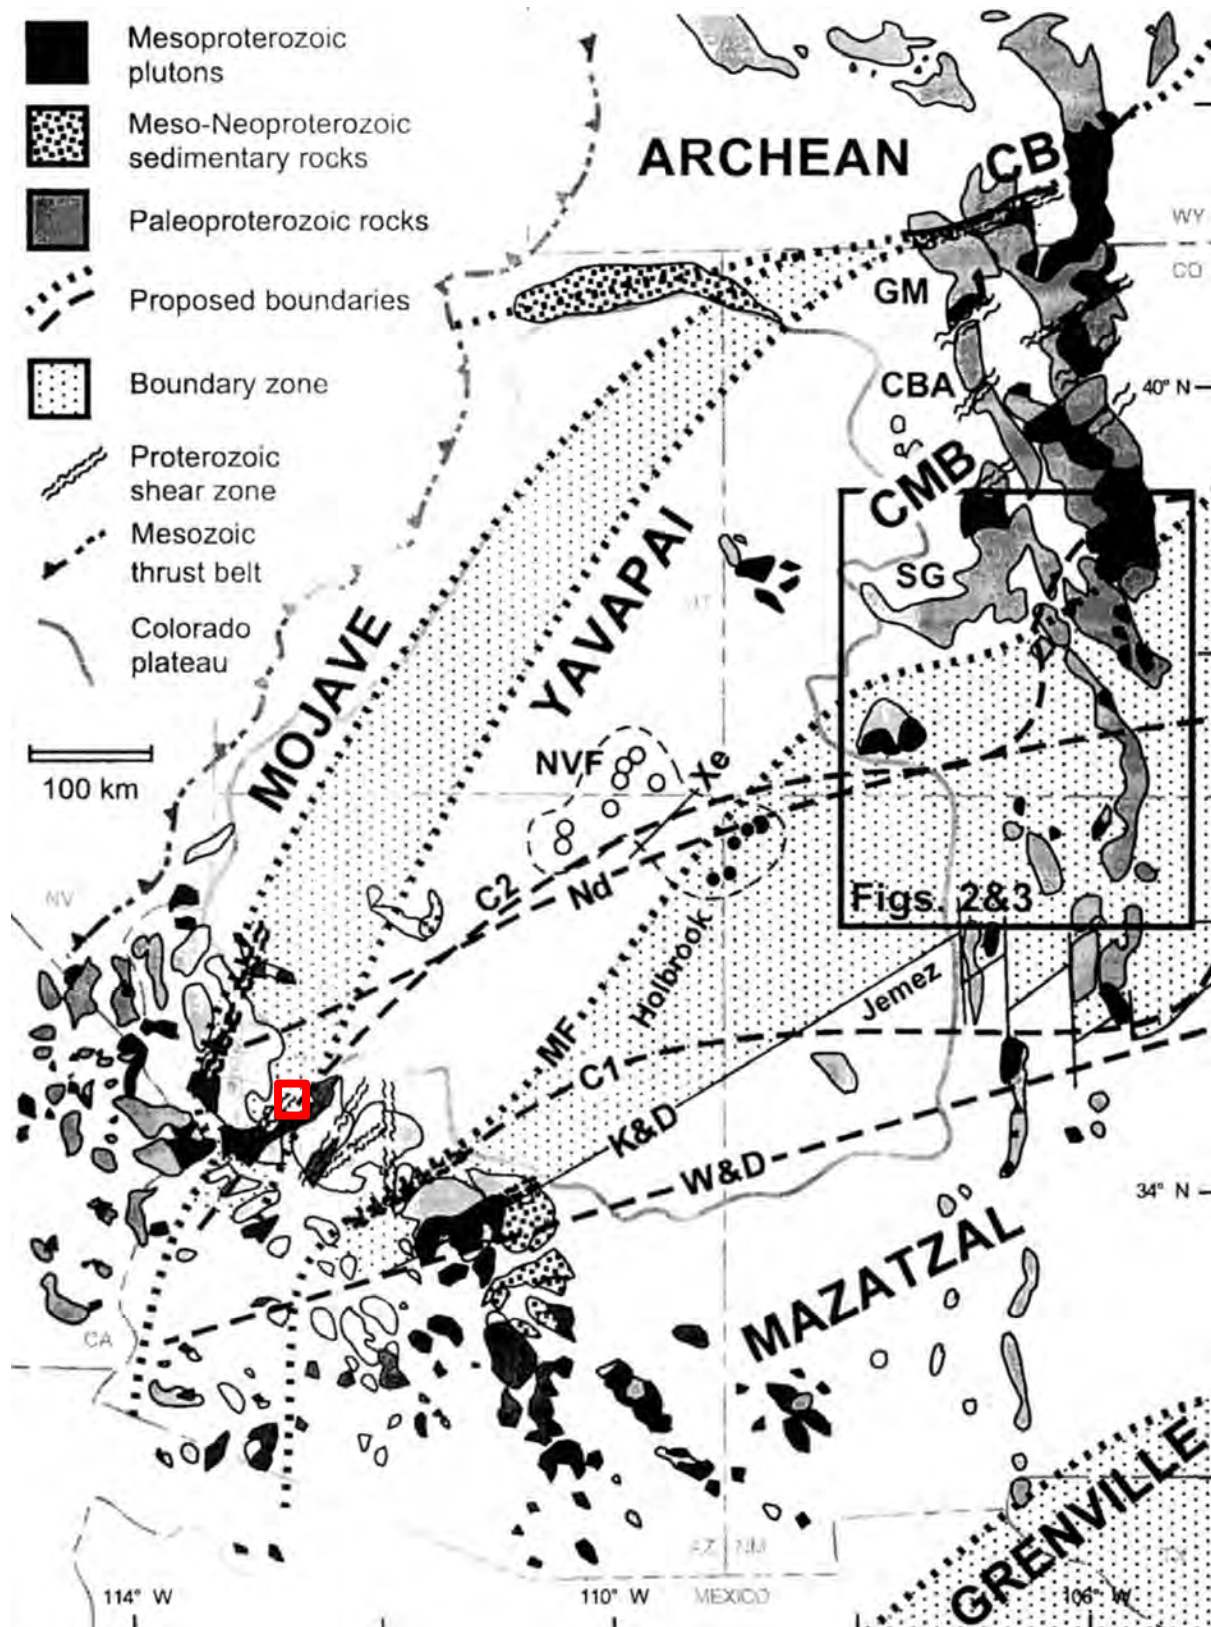 Mesoproterozoic
plutons
Meso-Neoproterozoic
sedimentary rocks
Paleoproterozoic rocks
Proposed boundaries
Boundary zone
Proterozoic
shear zone
Mesozoic
thrust belt
Colorado
plateau
100 km
ARCHEAN
CB
WY
CO
GM
CBA
40° N
CMB
SG
UT
MOJAVE
YAVAPAI
NVF
Xe
C2
Nd
Figs. 2&3
NV
Holbrook
Jemez
MF
C1
K&D
W&D
34° N
MAZATZAL
CA
GRENVILLE
AZ NM
TX
114° W
110° W
MEXICO
106° W